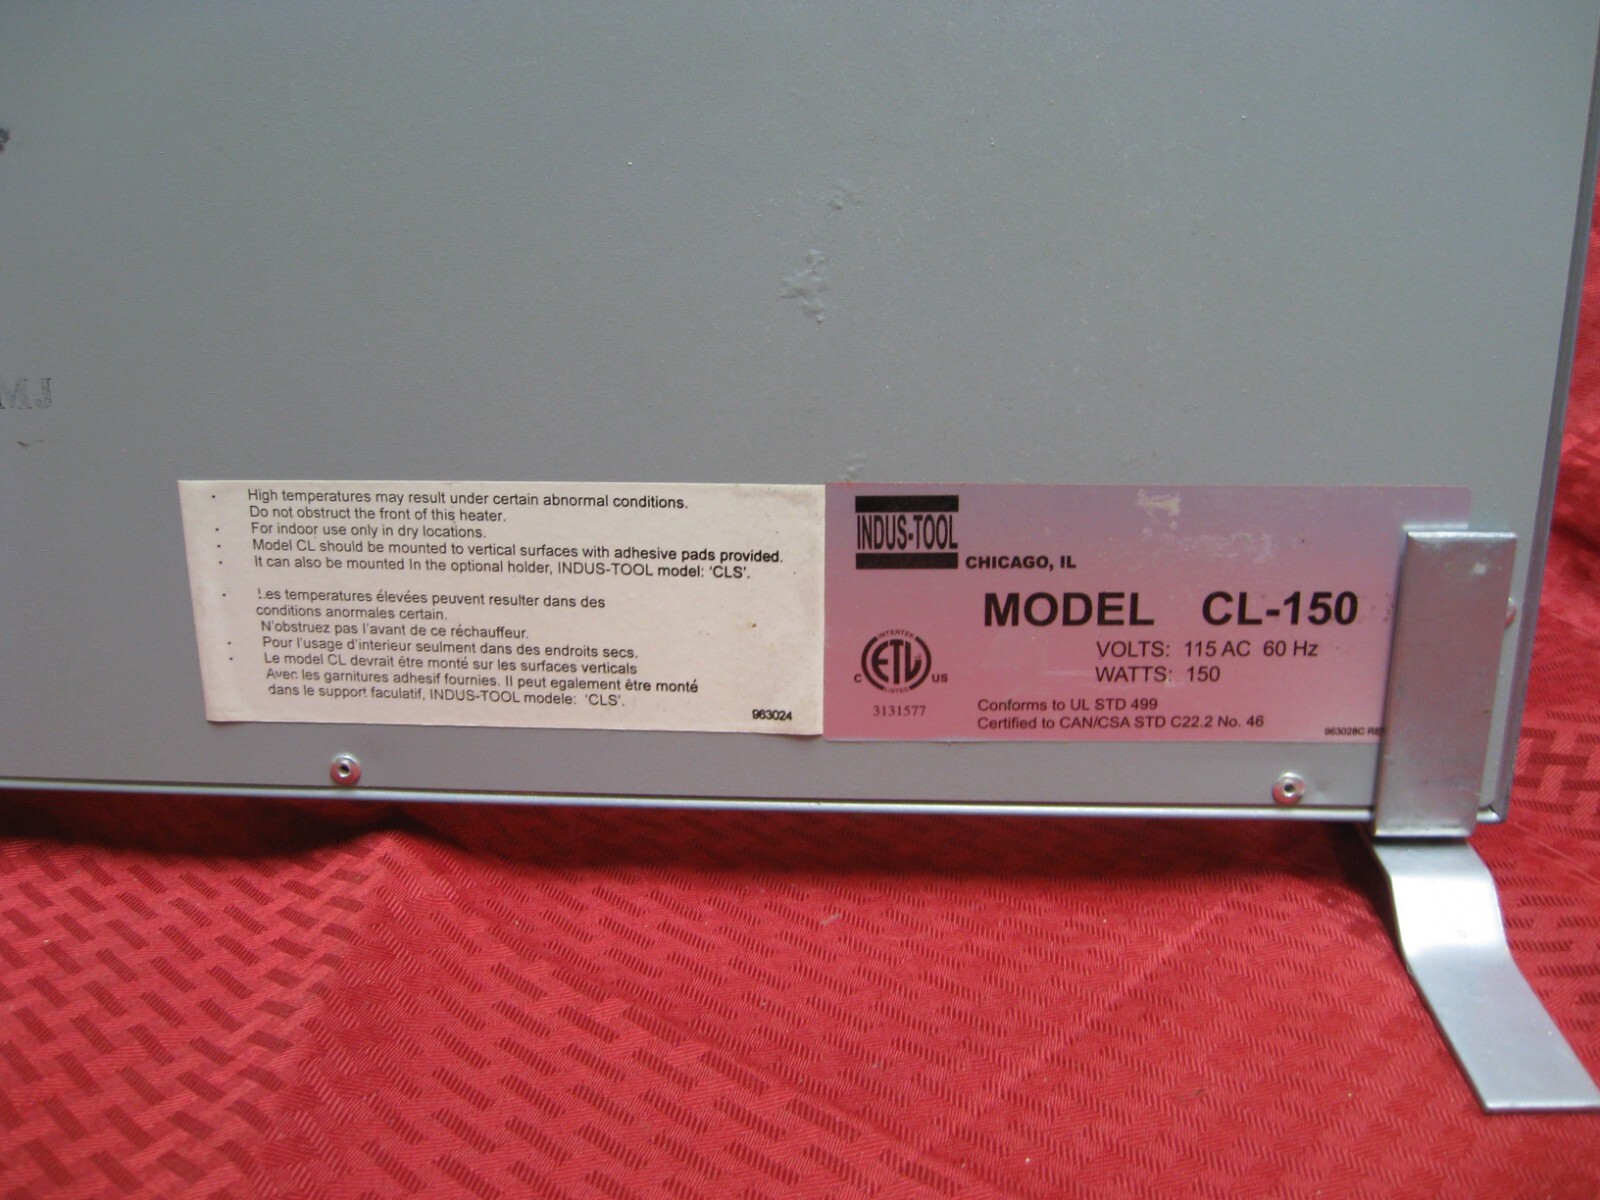 · High temperatures may result under certain abnormal conditions.
Do not obstruct the front of this heater.
· For indoor use only in dry locations.
· Model CL should be mounted to vertical surfaces with adhesive pads provided.
· It can also be mounted In the optional holder, INDUS-TOOL model: 'CLS'.
· Les temperatures élevées peuvent resulter dans des
conditions anormales certain.
N'obstruez pas l'avant de ce réchauffeur.
· Pour l'usage d'interieur seulment dans des endroits secs.
· Le model CL devrait étre monté sur les surfaces verticals
Avec les garnitures adhesif fournies. Il peut egalement être monté
dans le support faculatif, INDUS-TOOL modele: 'CLS'.
963024
INDUS-TOOL
CHICAGO, IL
MODEL CL-150
VOLTS: 115 AC 60 Hz
WATTS: 150
INTERTEK
C ETL US
LISTED
3131577
Conforms to UL STD 499
Certified to CAN/CSA STD C22.2 No. 46
963028C